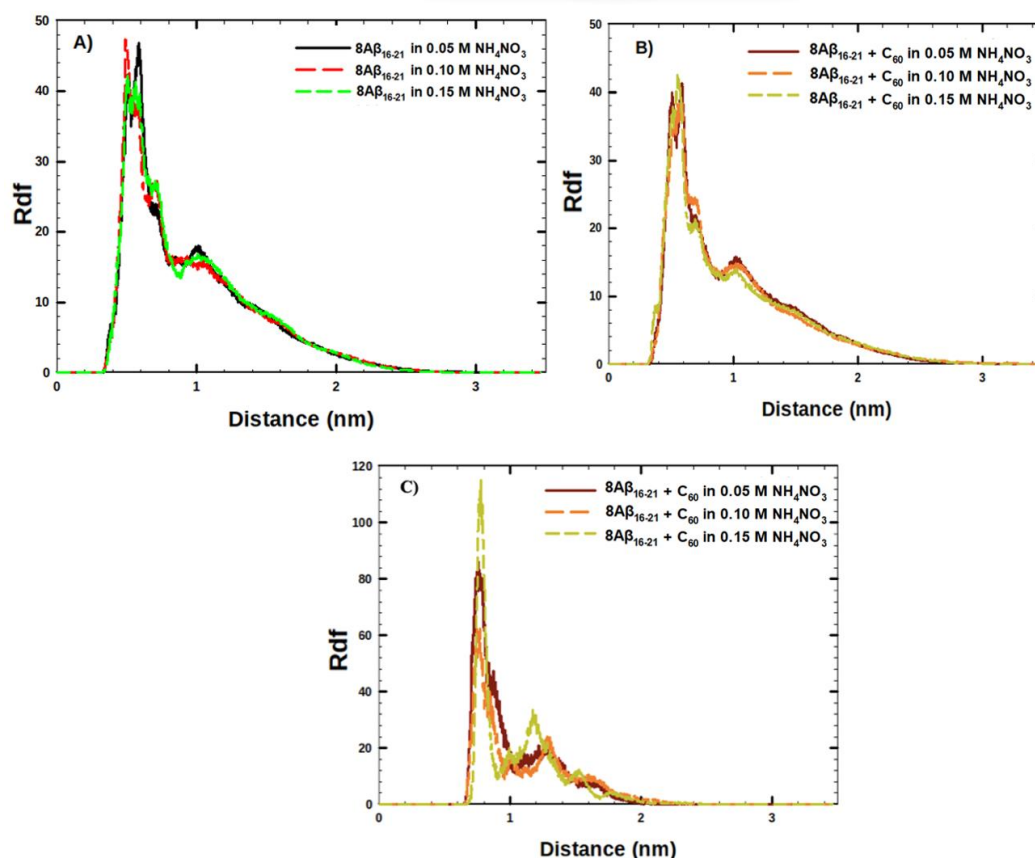 A)
8Aβ₁₆₋₂₁ in 0.05 M NH₄NO₃
8Aβ₁₆₋₂₁ in 0.10 M NH₄NO₃
8Aβ₁₆₋₂₁ in 0.15 M NH₄NO₃
50
40
30
20
10
0
Rdf
0 1 2 3
Distance (nm)
B)
8Aβ₁₆₋₂₁ + C₆₀ in 0.05 M NH₄NO₃
8Aβ₁₆₋₂₁ + C₆₀ in 0.10 M NH₄NO₃
8Aβ₁₆₋₂₁ + C₆₀ in 0.15 M NH₄NO₃
50
40
30
20
10
0
Rdf
0 1 2 3
Distance (nm)
C)
8Aβ₁₆₋₂₁ + C₆₀ in 0.05 M NH₄NO₃
8Aβ₁₆₋₂₁ + C₆₀ in 0.10 M NH₄NO₃
8Aβ₁₆₋₂₁ + C₆₀ in 0.15 M NH₄NO₃
120
100
80
60
40
20
0
Rdf
0 1 2 3
Distance (nm)